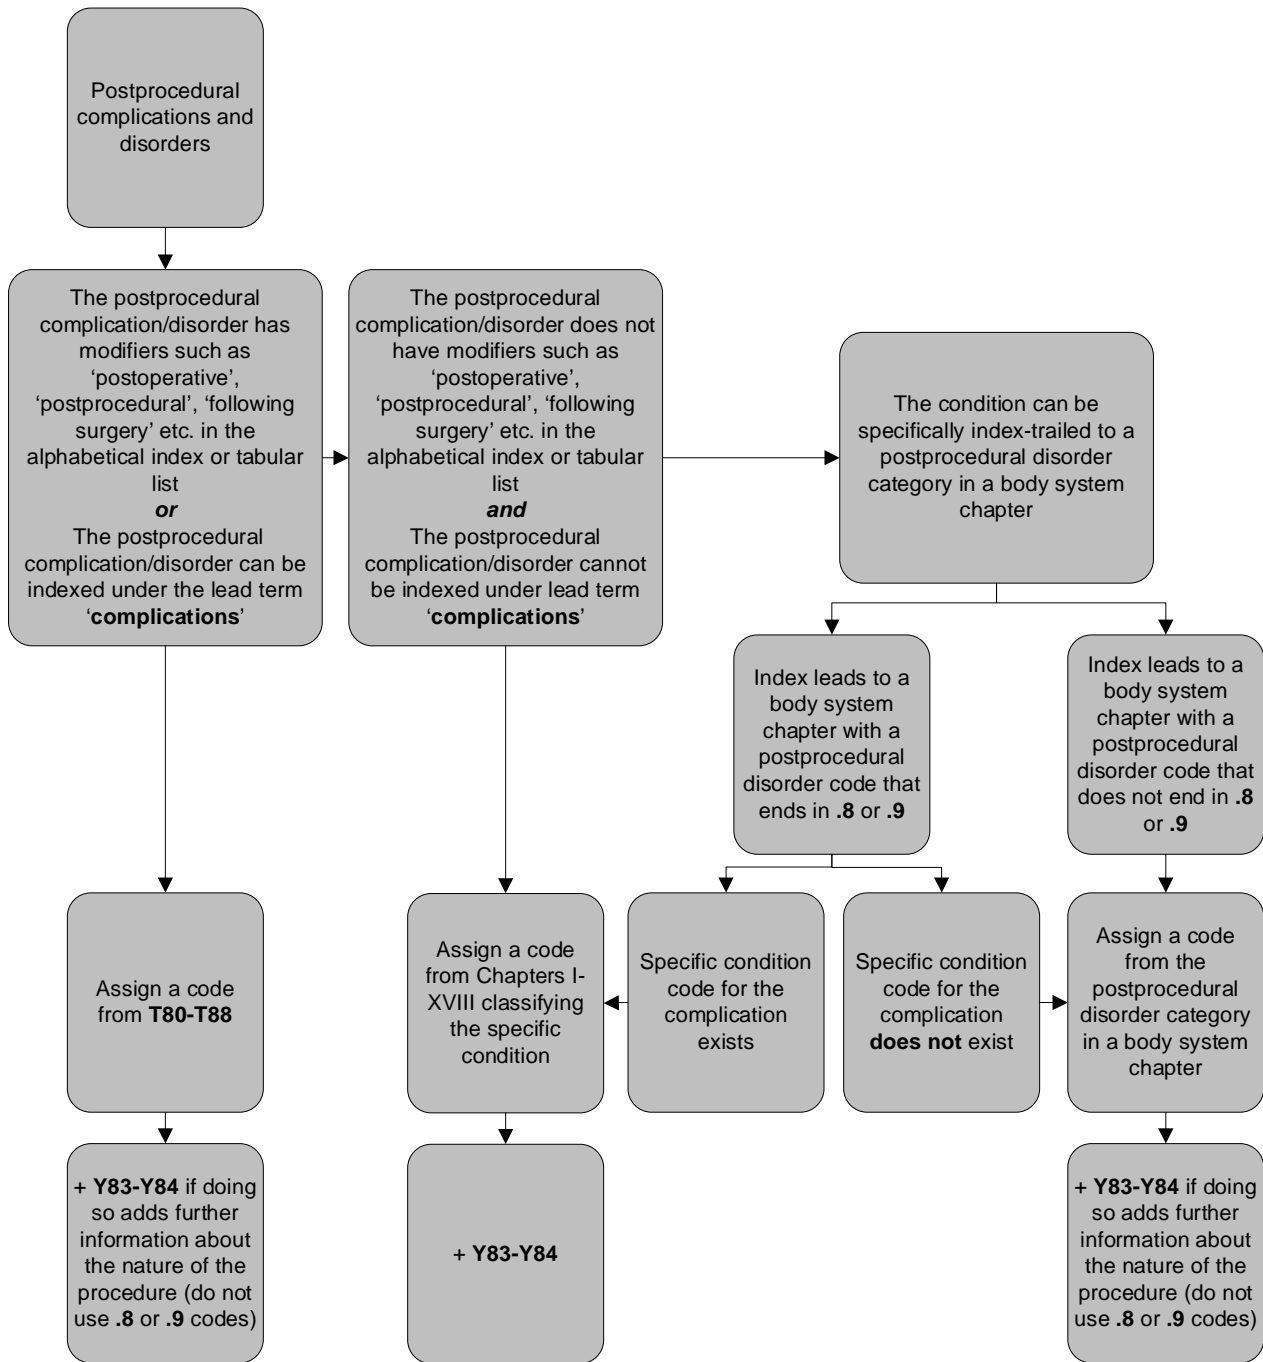 Postprocedural
complications and
disorders
The postprocedural
complication/disorder has
modifiers such as
‘postoperative’,
‘postprocedural’, ‘following
surgery’ etc. in the
alphabetical index or tabular
list
or
The postprocedural
complication/disorder can be
indexed under the lead term
‘complications’
The postprocedural
complication/disorder does not
have modifiers such as
‘postoperative’,
‘postprocedural’, ‘following
surgery’ etc. in the
alphabetical index or tabular
list
and
The postprocedural
complication/disorder cannot
be indexed under lead term
‘complications’
The condition can be
specifically index-trailed to a
postprocedural disorder
category in a body system
chapter
Index leads to a
body system
chapter with a
postprocedural
disorder code that
ends in .8 or .9
Index leads to a
body system
chapter with a
postprocedural
disorder code that
does not end in .8
or .9
Assign a code
from T80-T88
Assign a code
from Chapters I-
XVIII classifying
the specific
condition
Specific condition
code for the
complication
exists
Specific condition
code for the
complication
does not exist
Assign a code
from the
postprocedural
disorder category
in a body system
chapter
+ Y83-Y84 if doing
so adds further
information about
the nature of the
procedure (do not
use .8 or .9 codes)
+ Y83-Y84
+ Y83-Y84 if doing
so adds further
information about
the nature of the
procedure (do not
use .8 or .9 codes)